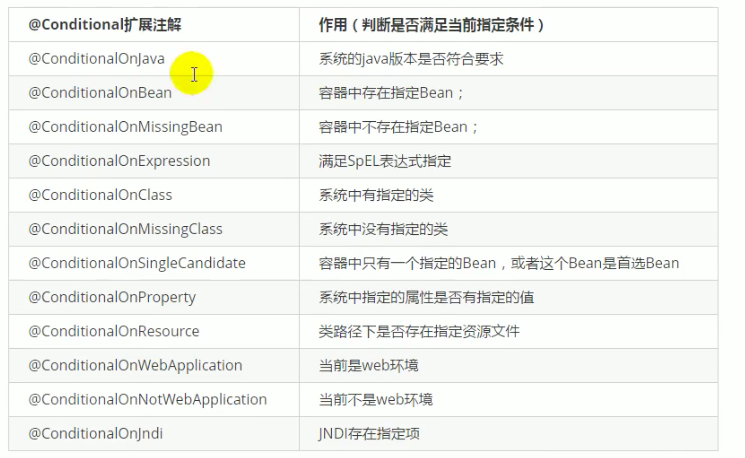 @Conditional扩展注解 作用（判断是否满足当前指定条件）
@ConditionalOnJava 系统的java版本是否符合要求
@ConditionalOnBean 容器中存在指定Bean；
@ConditionalOnMissingBean 容器中不存在指定Bean；
@ConditionalOnExpression 满足SpEL表达式指定
@ConditionalOnClass 系统中有指定的类
@ConditionalOnMissingClass 系统中没有指定的类
@ConditionalOnSingleCandidate 容器中只有一个指定的Bean，或者这个Bean是首选Bean
@ConditionalOnProperty 系统中指定的属性是否有指定的值
@ConditionalOnResource 类路径下是否存在指定资源文件
@ConditionalOnWebApplication 当前是web环境
@ConditionalOnNotWebApplication 当前不是web环境
@ConditionalOnJndi JNDI存在指定项